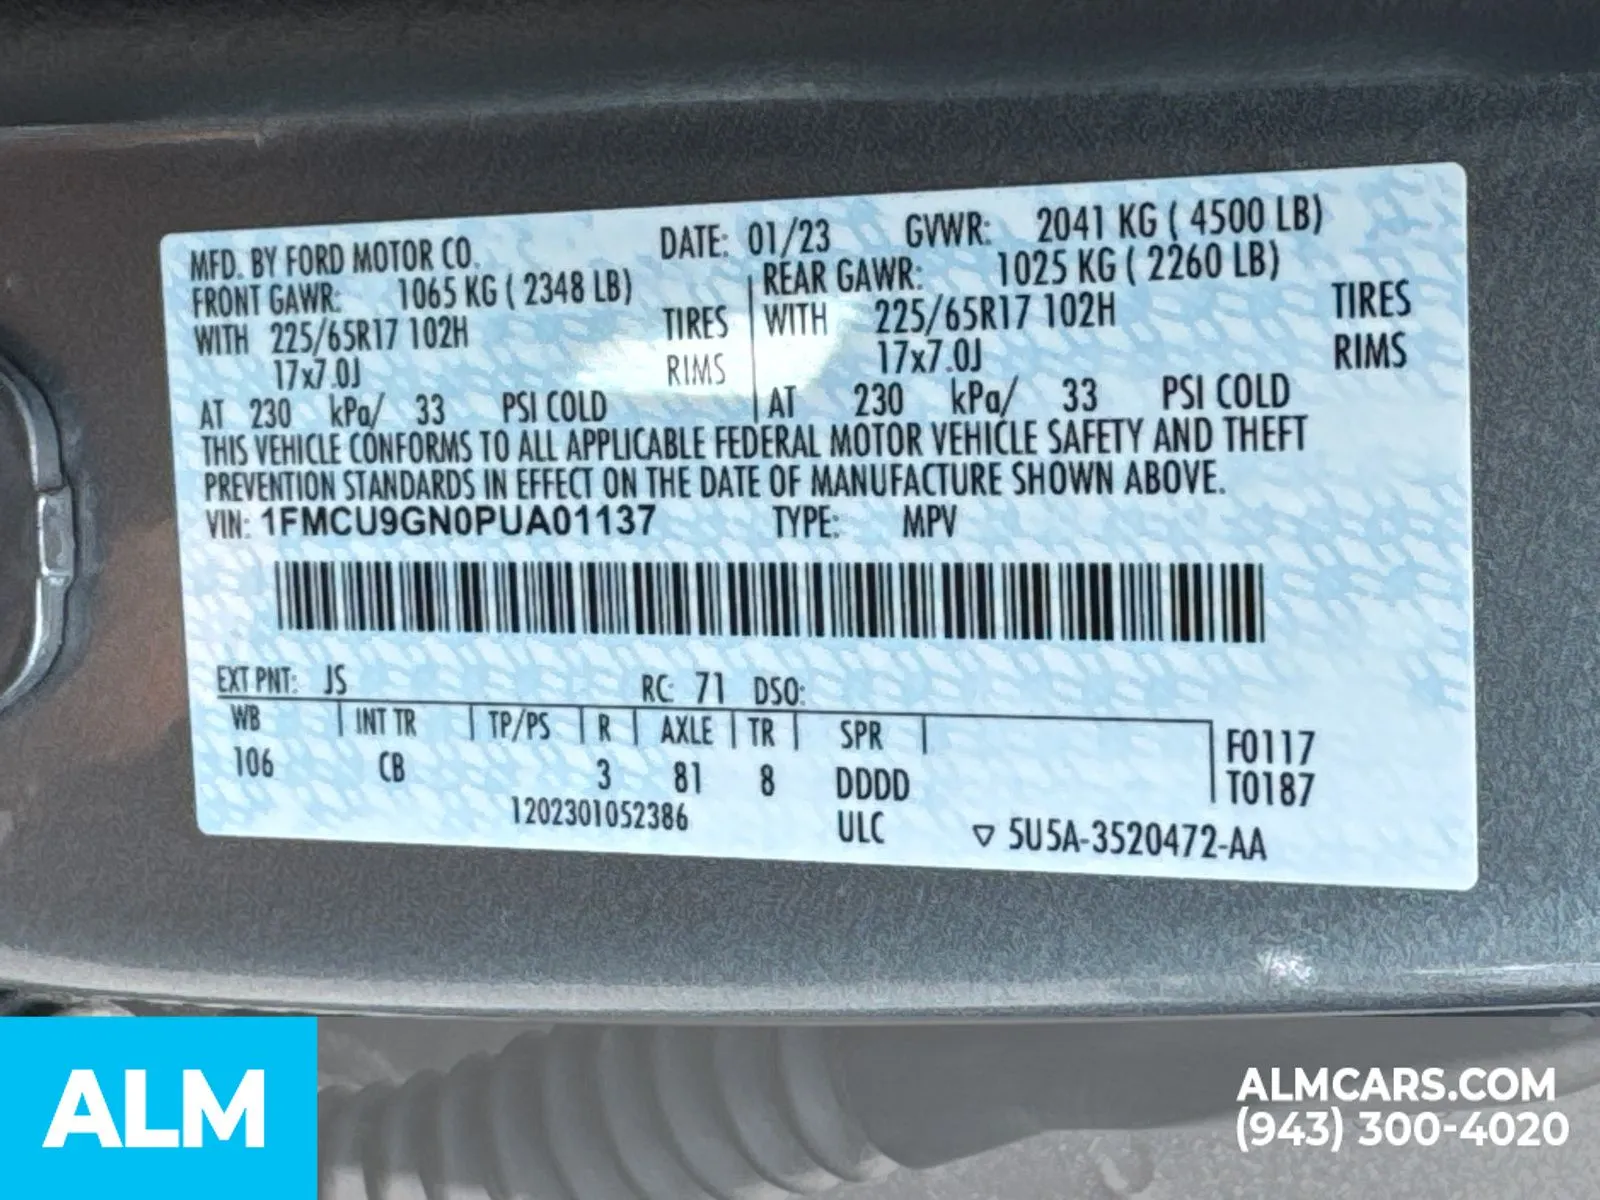 MFD. BY FORD MOTOR CO. DATE: 01/23 GVWR: 2041 KG ( 4500 LB)
FRONT GAWR: 1065 KG ( 2348 LB) REAR GAWR: 1025 KG ( 2260 LB)
WITH 225/65R17 102H TIRES WITH 225/65R17 102H TIRES
17x7.0J RIMS 17x7.0J RIMS
AT 230 kPa/ 33 PSI COLD AT 230 kPa/ 33 PSI COLD
THIS VEHICLE CONFORMS TO ALL APPLICABLE FEDERAL MOTOR VEHICLE SAFETY AND THEFT
PREVENTION STANDARDS IN EFFECT ON THE DATE OF MANUFACTURE SHOWN ABOVE.
VIN: 1FMCU9GN0PUA01137 TYPE: MPV
EXT PNT: JS RC: 71 DSO:
WB INT TR TP/PS R AXLE TR SPR F0117
106 CB 3 81 8 DDDD T0187
1202301052386 ULC ▽ 5U5A-3520472-AA
ALM
ALMCARS.COM
(943) 300-4020